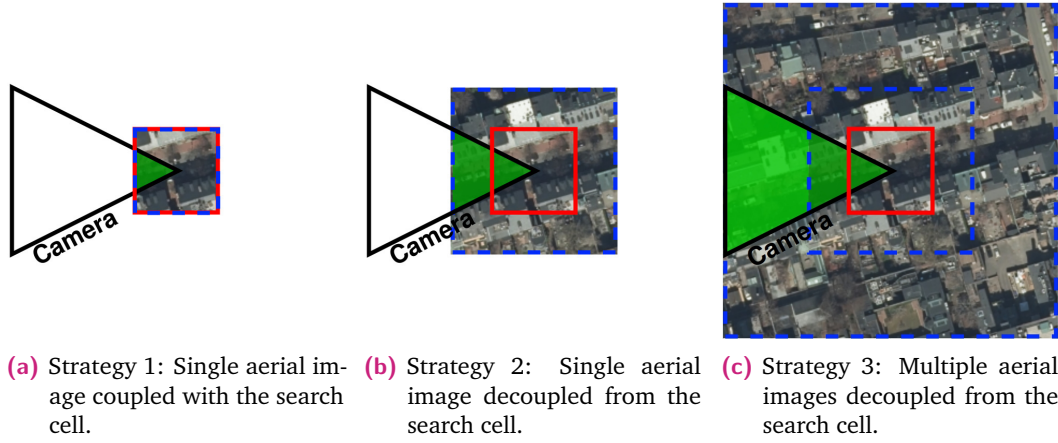 Camera
Camera
Camera
(a) Strategy 1: Single aerial im-
age coupled with the search
cell.
(b) Strategy 2: Single aerial
image decoupled from the
search cell.
(c) Strategy 3: Multiple aerial
images decoupled from the
search cell.